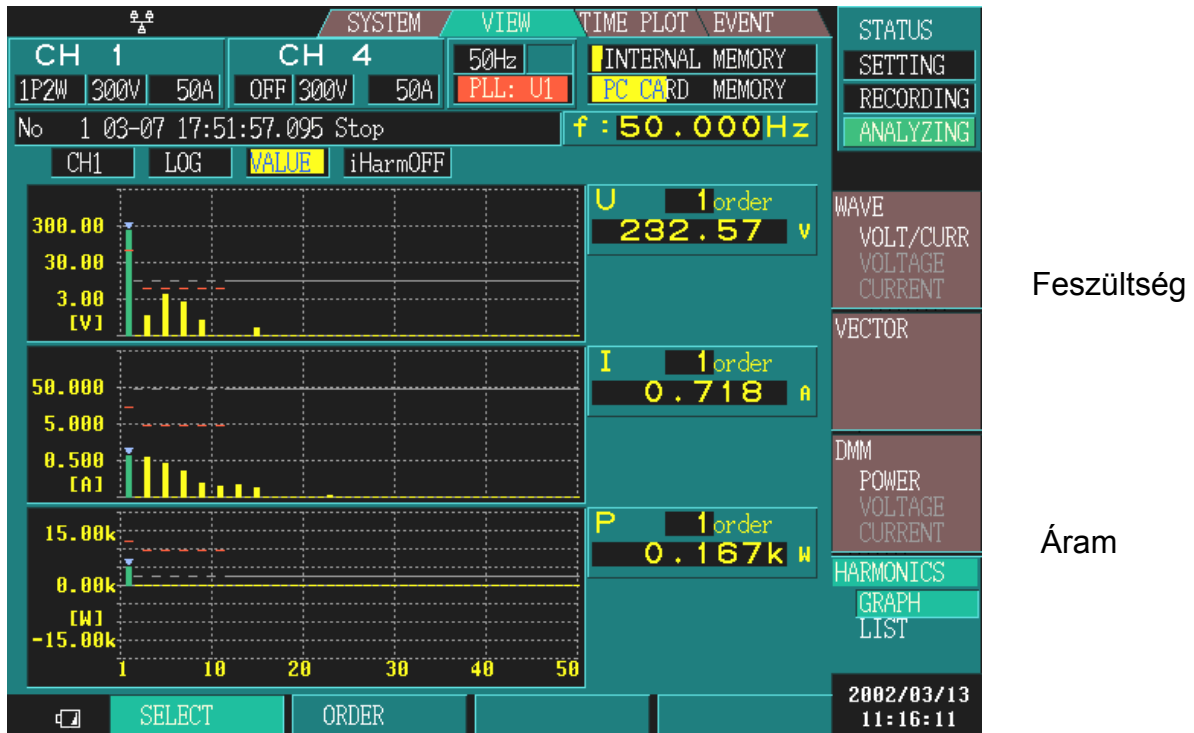 SYSTEM VIEW TIME PLOT EVENT
CH 1 CH 4 50Hz INTERNAL MEMORY
1P2W 300V 50A OFF 300V 50A PLL: U1 PC CARD MEMORY
No 1 03-07 17:51:57.095 Stop f:50.000Hz
CH1 LOG VALUE iHarmOFF
STATUS
SETTING
RECORDING
ANALYZING
300.00
30.00
3.00
[V]
U 1 order
232.57 V
WAVE
VOLT/CURR
VOLTAGE
CURRENT
Feszültség
VECTOR
50.000
5.000
0.500
[A]
I 1 order
0.718 A
DMM
POWER
VOLTAGE
CURRENT
Áram
15.00k
0.00k
[W]
-15.00k
1 10 20 30 40 50
P 1 order
0.167k W
HARMONICS
GRAPH
LIST
SELECT ORDER
2002/03/13
11:16:11